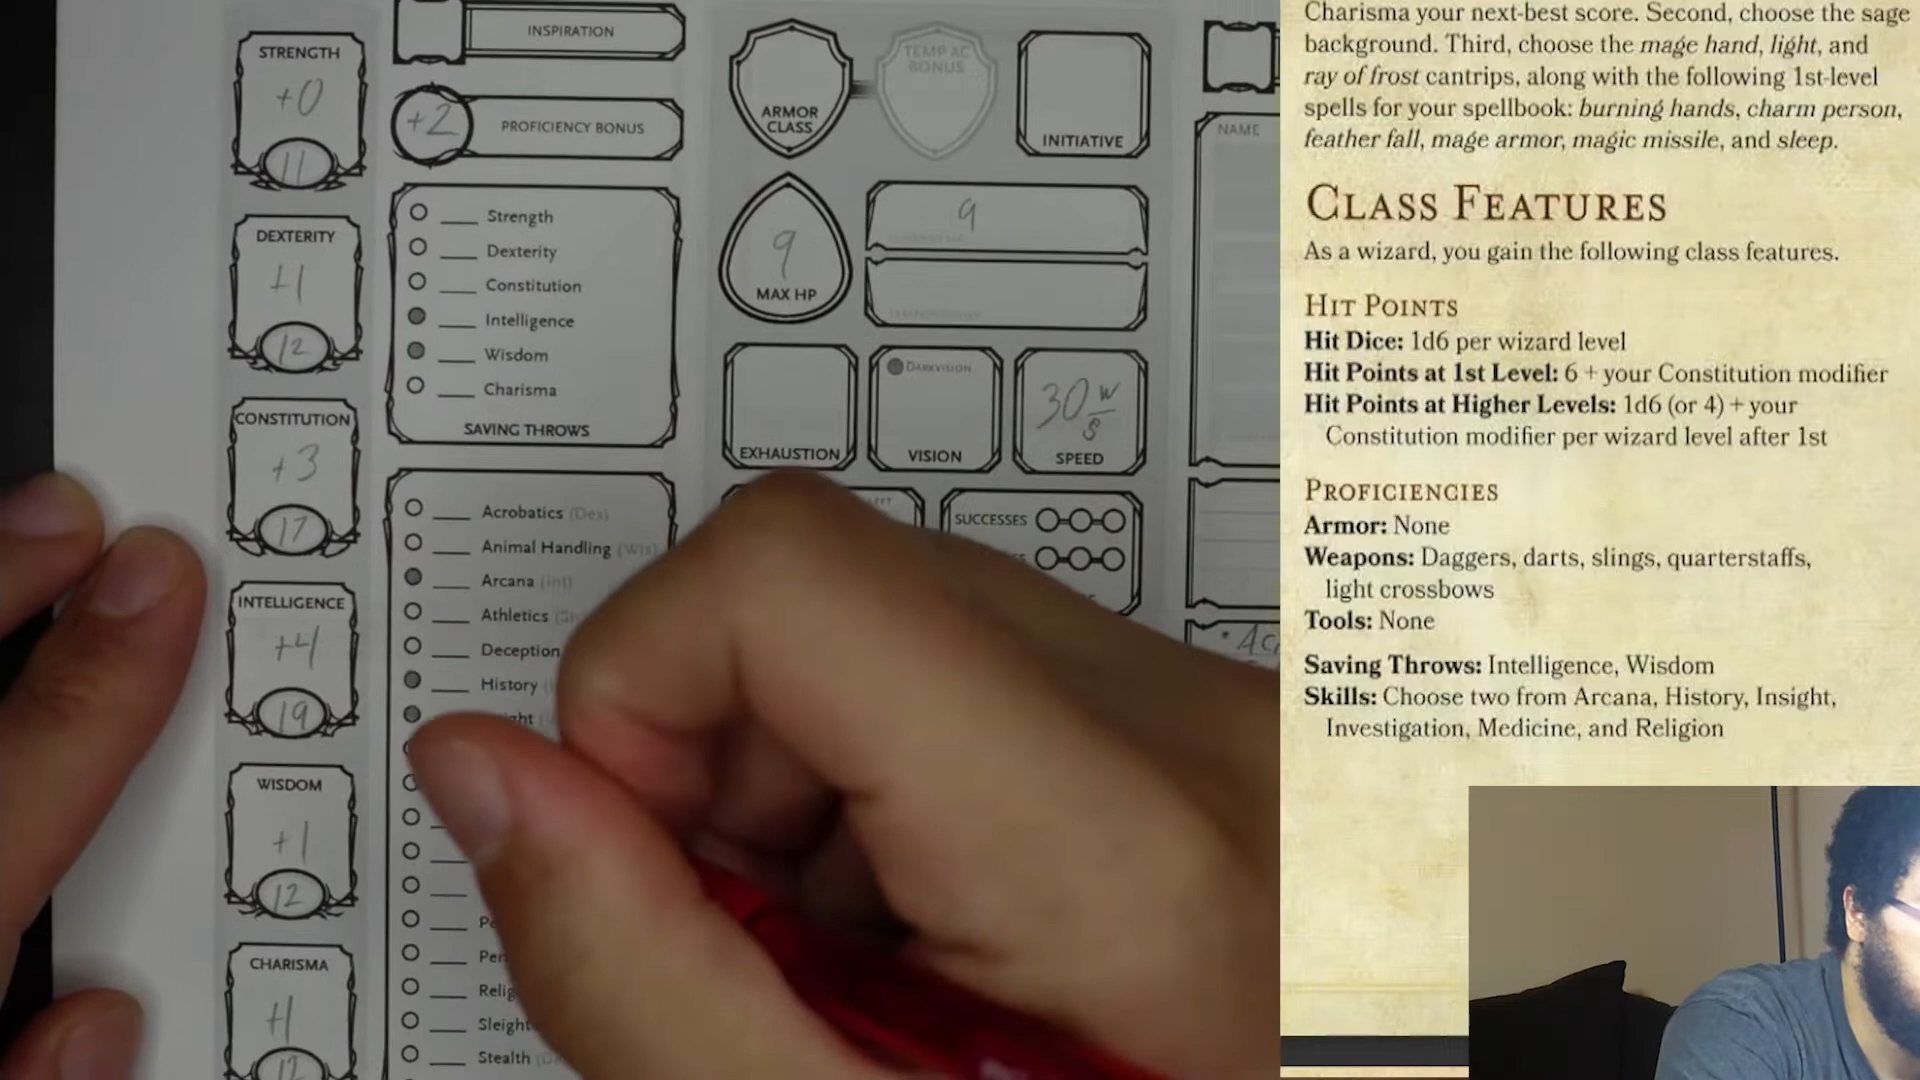 STRENGTH
+0
11
DEXTERITY
+1
12
CONSTITUTION
+3
17
INTELLIGENCE
+4
19
WISDOM
+1
12
CHARISMA
+1
12
INSPIRATION
+2
PROFICIENCY BONUS
Strength
Dexterity
Constitution
Intelligence
Wisdom
Charisma
SAVING THROWS
Acrobatics (Dex)
Animal Handling (Wis)
Arcana (Int)
Athletics
Deception
History
Stealth
ARMOR
CLASS
TEMP AC
BONUS
INITIATIVE
9
MAX HP
9
EXHAUSTION
DARKVISION
VISION
30 W
S
SPEED
SUCCESSES
NAME
Charisma your next-best score. Second, choose the sage
background. Third, choose the mage hand, light, and
ray of frost cantrips, along with the following 1st-level
spells for your spellbook: burning hands, charm person,
feather fall, mage armor, magic missile, and sleep.
CLASS FEATURES
As a wizard, you gain the following class features.
HIT POINTS
Hit Dice: 1d6 per wizard level
Hit Points at 1st Level: 6 + your Constitution modifier
Hit Points at Higher Levels: 1d6 (or 4) + your
Constitution modifier per wizard level after 1st
PROFICIENCIES
Armor: None
Weapons: Daggers, darts, slings, quarterstaffs,
light crossbows
Tools: None
Saving Throws: Intelligence, Wisdom
Skills: Choose two from Arcana, History, Insight,
Investigation, Medicine, and Religion